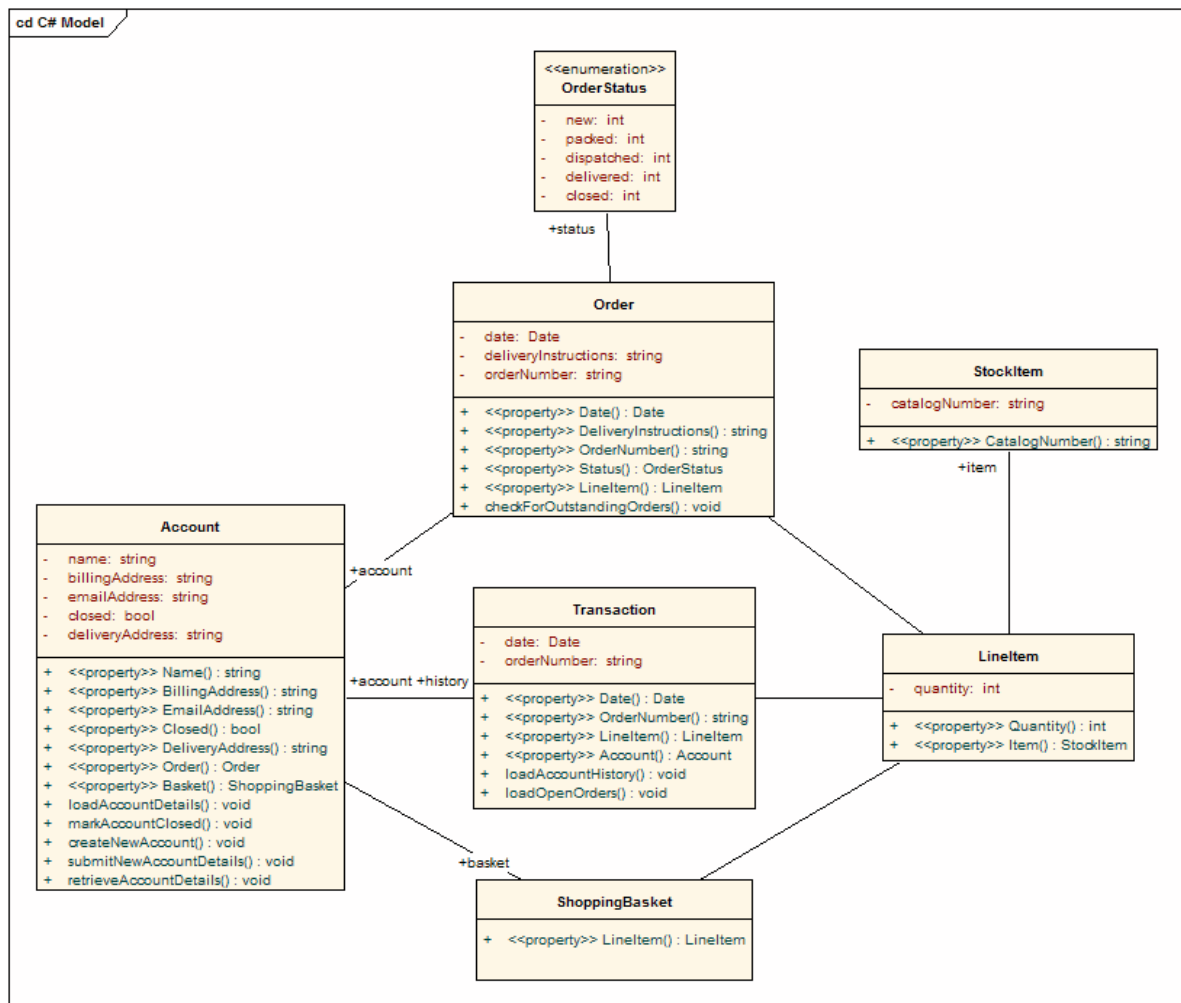 cd C# Model
<<enumeration>>
OrderStatus
- new: int
- packed: int
- dispatched: int
- delivered: int
- closed: int
+status
Order
- date: Date
- deliveryInstructions: string
- orderNumber: string
+ <<property>> Date() : Date
+ <<property>> DeliveryInstructions() : string
+ <<property>> OrderNumber() : string
+ <<property>> Status() : OrderStatus
+ <<property>> LineItem() : LineItem
+ checkForOutstandingOrders() : void
StockItem
- catalogNumber: string
+ <<property>> CatalogNumber() : string
+item
Account
- name: string
- billingAddress: string
- emailAddress: string
- closed: bool
- deliveryAddress: string
+ <<property>> Name() : string
+ <<property>> BillingAddress() : string
+ <<property>> EmailAddress() : string
+ <<property>> Closed() : bool
+ <<property>> DeliveryAddress() : string
+ <<property>> Order() : Order
+ <<property>> Basket() : ShoppingBasket
+ loadAccountDetails() : void
+ markAccountClosed() : void
+ createNewAccount() : void
+ submitNewAccountDetails() : void
+ retrieveAccountDetails() : void
+account
+account +history
Transaction
- date: Date
- orderNumber: string
+ <<property>> Date() : Date
+ <<property>> OrderNumber() : string
+ <<property>> LineItem() : LineItem
+ <<property>> Account() : Account
+ loadAccountHistory() : void
+ loadOpenOrders() : void
LineItem
- quantity: int
+ <<property>> Quantity() : int
+ <<property>> Item() : StockItem
+basket
ShoppingBasket
+ <<property>> LineItem() : LineItem